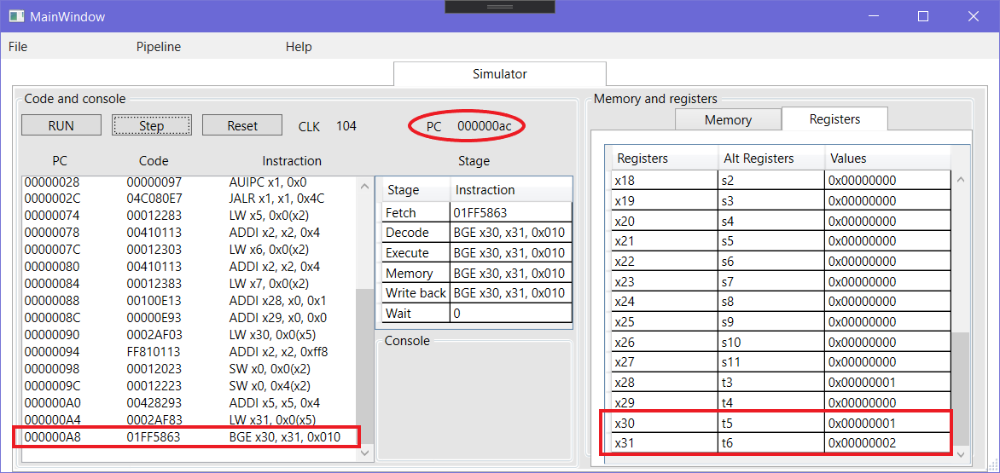 MainWindow
File Pipeline Help
Simulator
Code and console
RUN Step Reset CLK 104 PC 000000ac
PC Code Instraction
00000028 00000097 AUIPC x1, 0x0
0000002C 04C080E7 JALR x1, x1, 0x4C
00000074 00012283 LW x5, 0x0(x2)
00000078 00410113 ADDI x2, x2, 0x4
0000007C 00012303 LW x6, 0x0(x2)
00000080 00410113 ADDI x2, x2, 0x4
00000084 00012383 LW x7, 0x0(x2)
00000088 00100E13 ADDI x28, x0, 0x1
0000008C 00000E93 ADDI x29, x0, 0x0
00000090 0002AF03 LW x30, 0x0(x5)
00000094 FF810113 ADDI x2, x2, 0xff8
00000098 00012023 SW x0, 0x0(x2)
0000009C 00012223 SW x0, 0x4(x2)
000000A0 00428293 ADDI x5, x5, 0x4
000000A4 0002AF83 LW x31, 0x0(x5)
000000A8 01FF5863 BGE x30, x31, 0x010
Stage
Stage Instraction
Fetch 01FF5863
Decode BGE x30, x31, 0x010
Execute BGE x30, x31, 0x010
Memory BGE x30, x31, 0x010
Write back BGE x30, x31, 0x010
Wait 0
Console
Memory and registers
Memory Registers
Registers Alt Registers Values
x18 s2 0x00000000
x19 s3 0x00000000
x20 s4 0x00000000
x21 s5 0x00000000
x22 s6 0x00000000
x23 s7 0x00000000
x24 s8 0x00000000
x25 s9 0x00000000
x26 s10 0x00000000
x27 s11 0x00000000
x28 t3 0x00000001
x29 t4 0x00000000
x30 t5 0x00000001
x31 t6 0x00000002